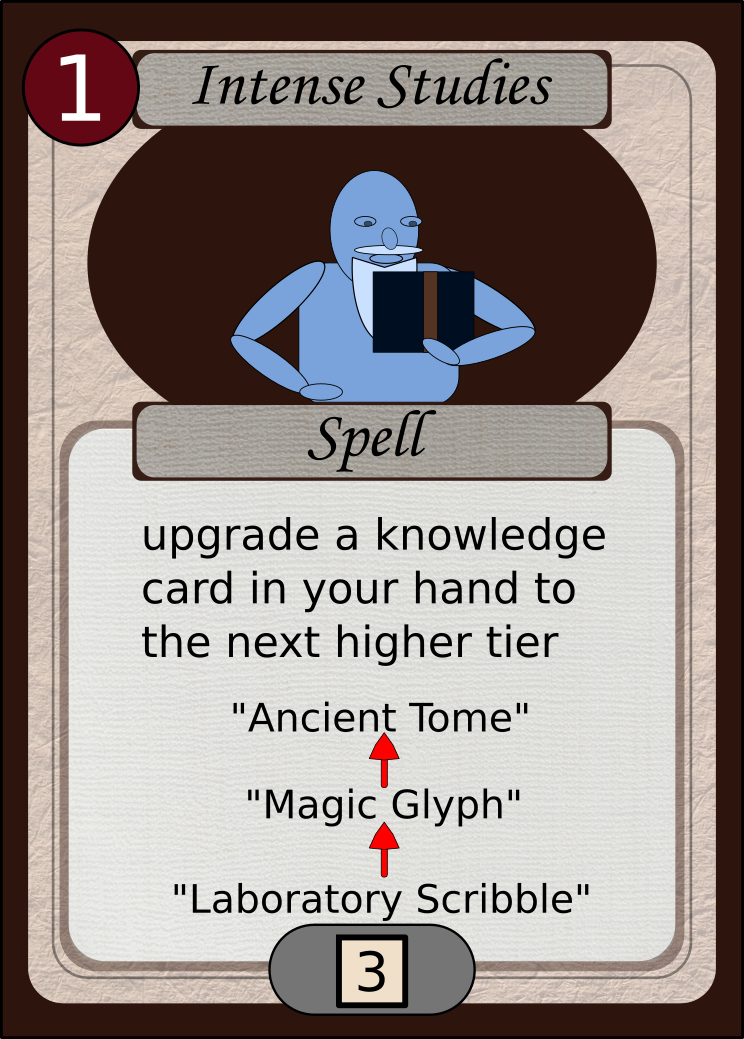 1
Intense Studies
Spell
upgrade a knowledge
card in your hand to
the next higher tier
"Ancient Tome"
"Magic Glyph"
"Laboratory Scribble"
3